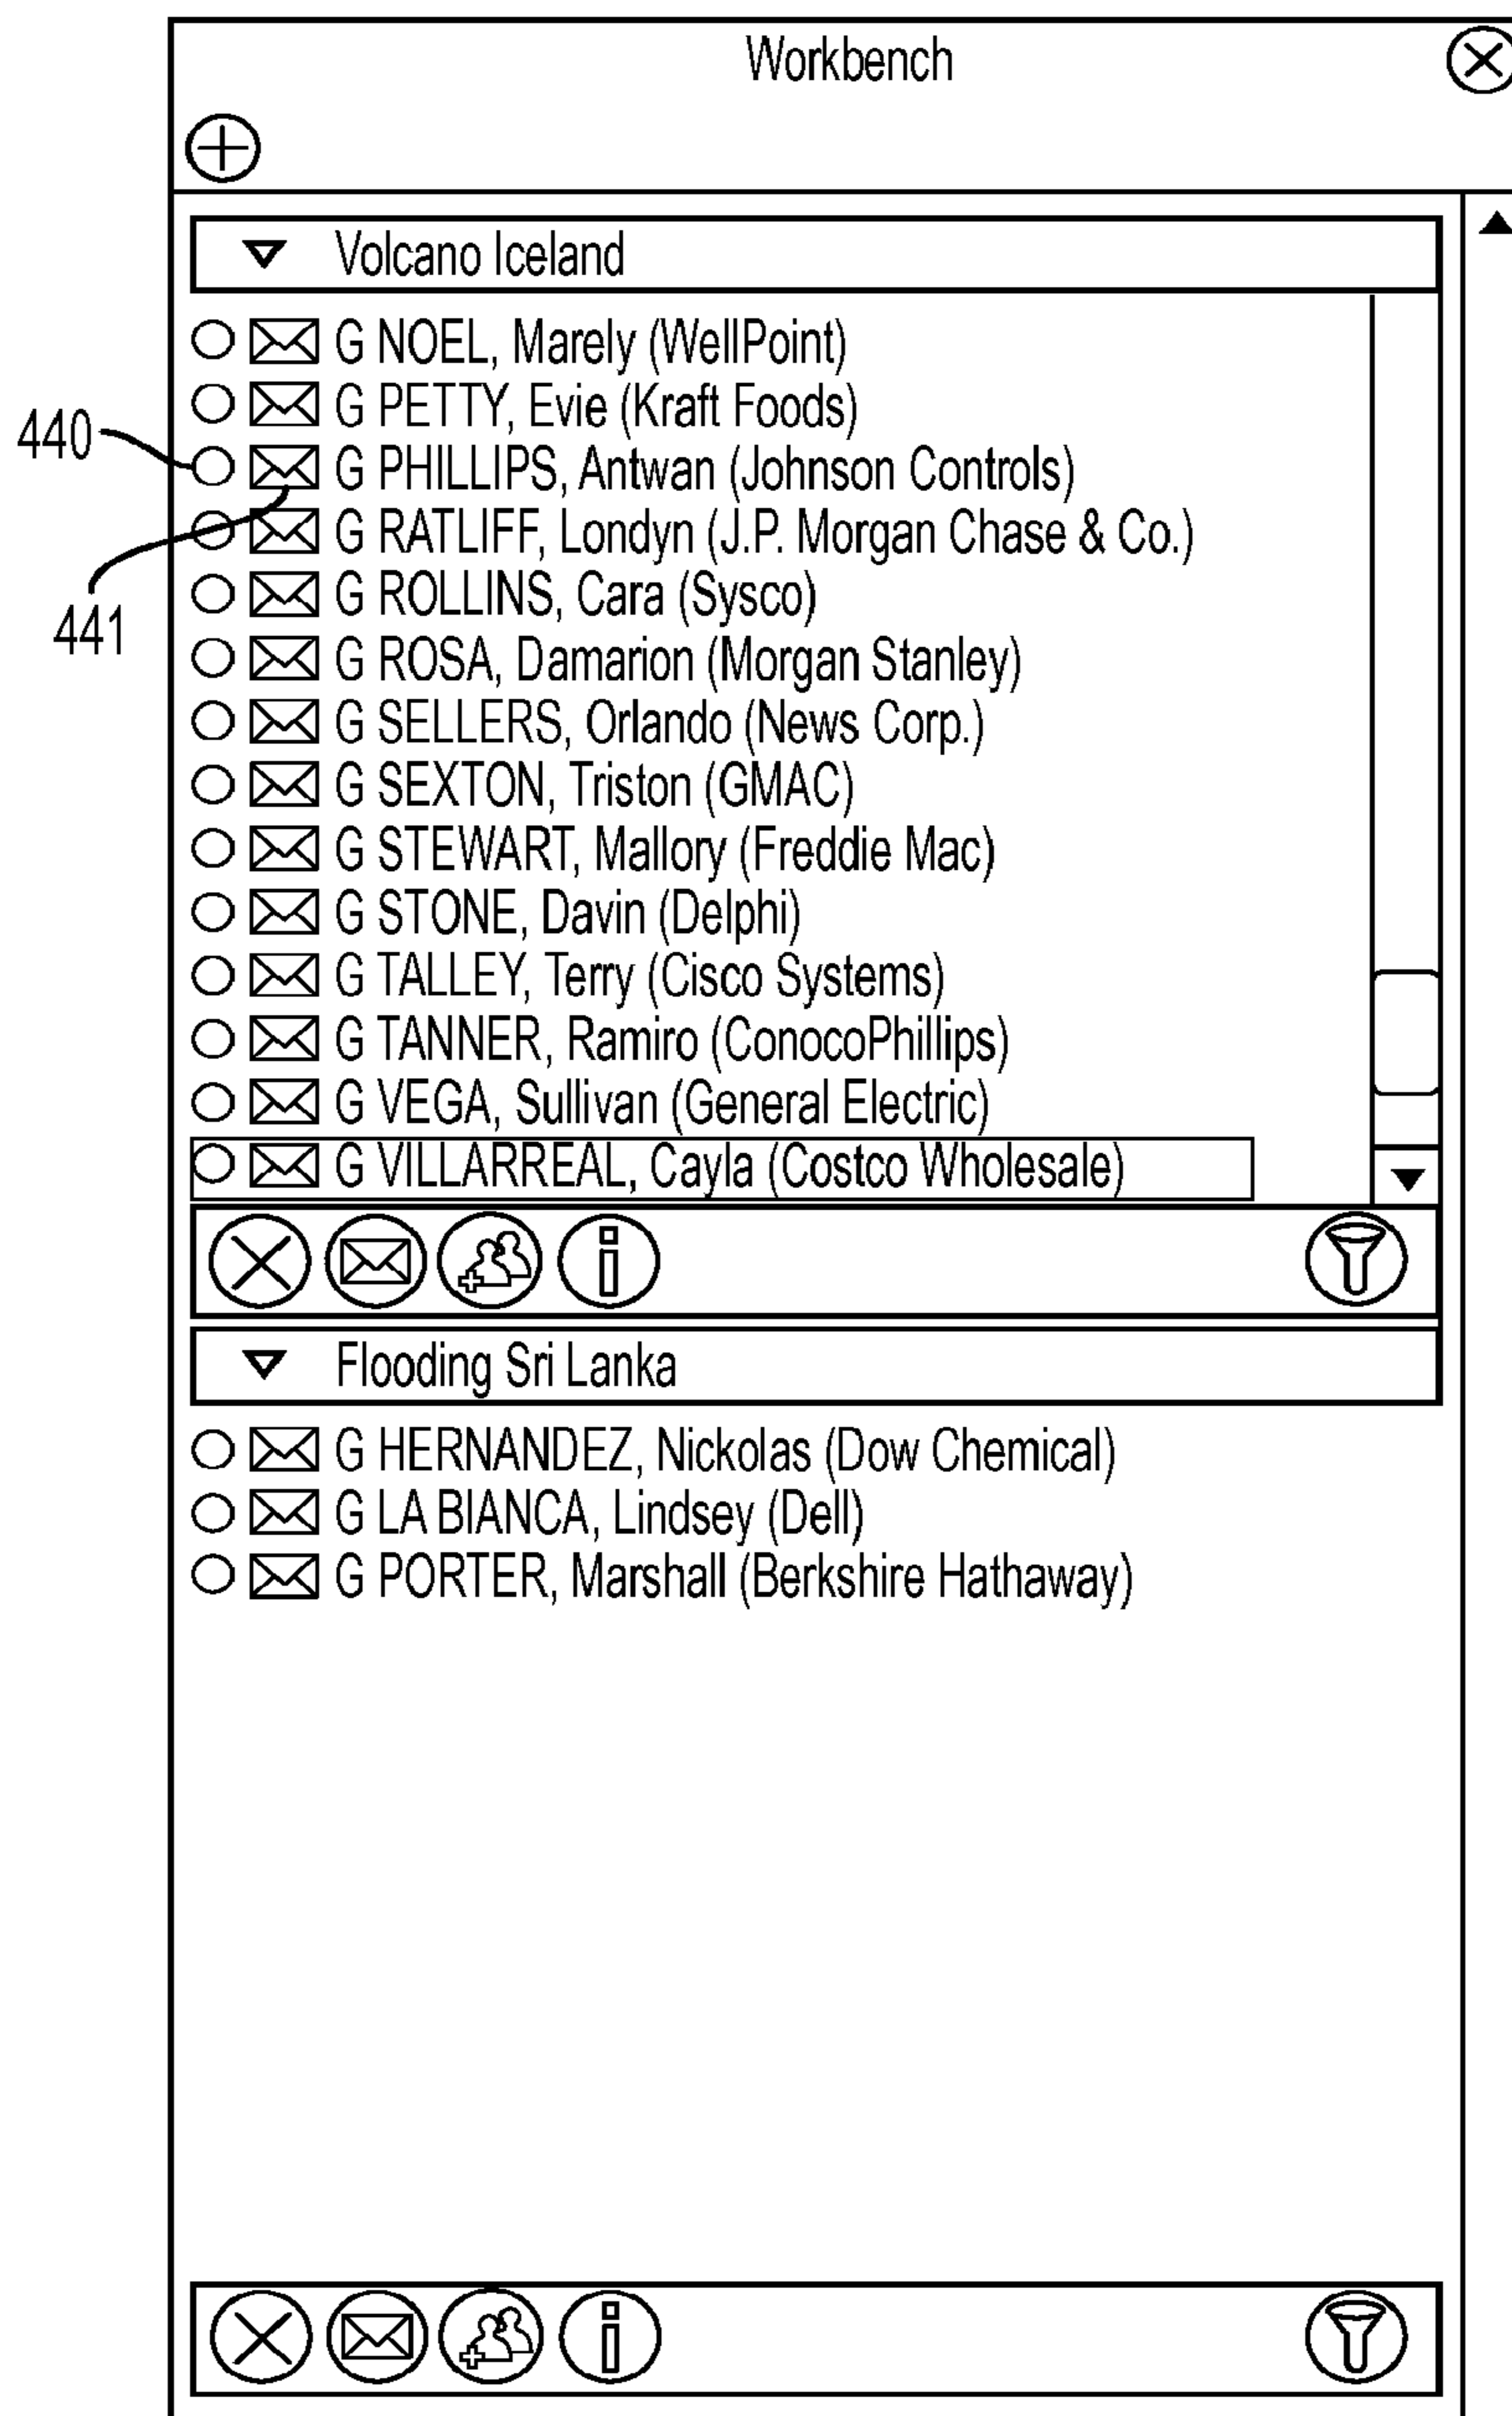 Workbench
Volcano Iceland
G NOEL, Marely (WellPoint)
G PETTY, Evie (Kraft Foods)
440
G PHILLIPS, Antwan (Johnson Controls)
G RATLIFF, Londyn (J.P. Morgan Chase & Co.)
G ROLLINS, Cara (Sysco)
441
G ROSA, Damarion (Morgan Stanley)
G SELLERS, Orlando (News Corp.)
G SEXTON, Triston (GMAC)
G STEWART, Mallory (Freddie Mac)
G STONE, Davin (Delphi)
G TALLEY, Terry (Cisco Systems)
G TANNER, Ramiro (ConocoPhillips)
G VEGA, Sullivan (General Electric)
G VILLARREAL, Cayla (Costco Wholesale)
Flooding Sri Lanka
G HERNANDEZ, Nickolas (Dow Chemical)
G LA BIANCA, Lindsey (Dell)
G PORTER, Marshall (Berkshire Hathaway)